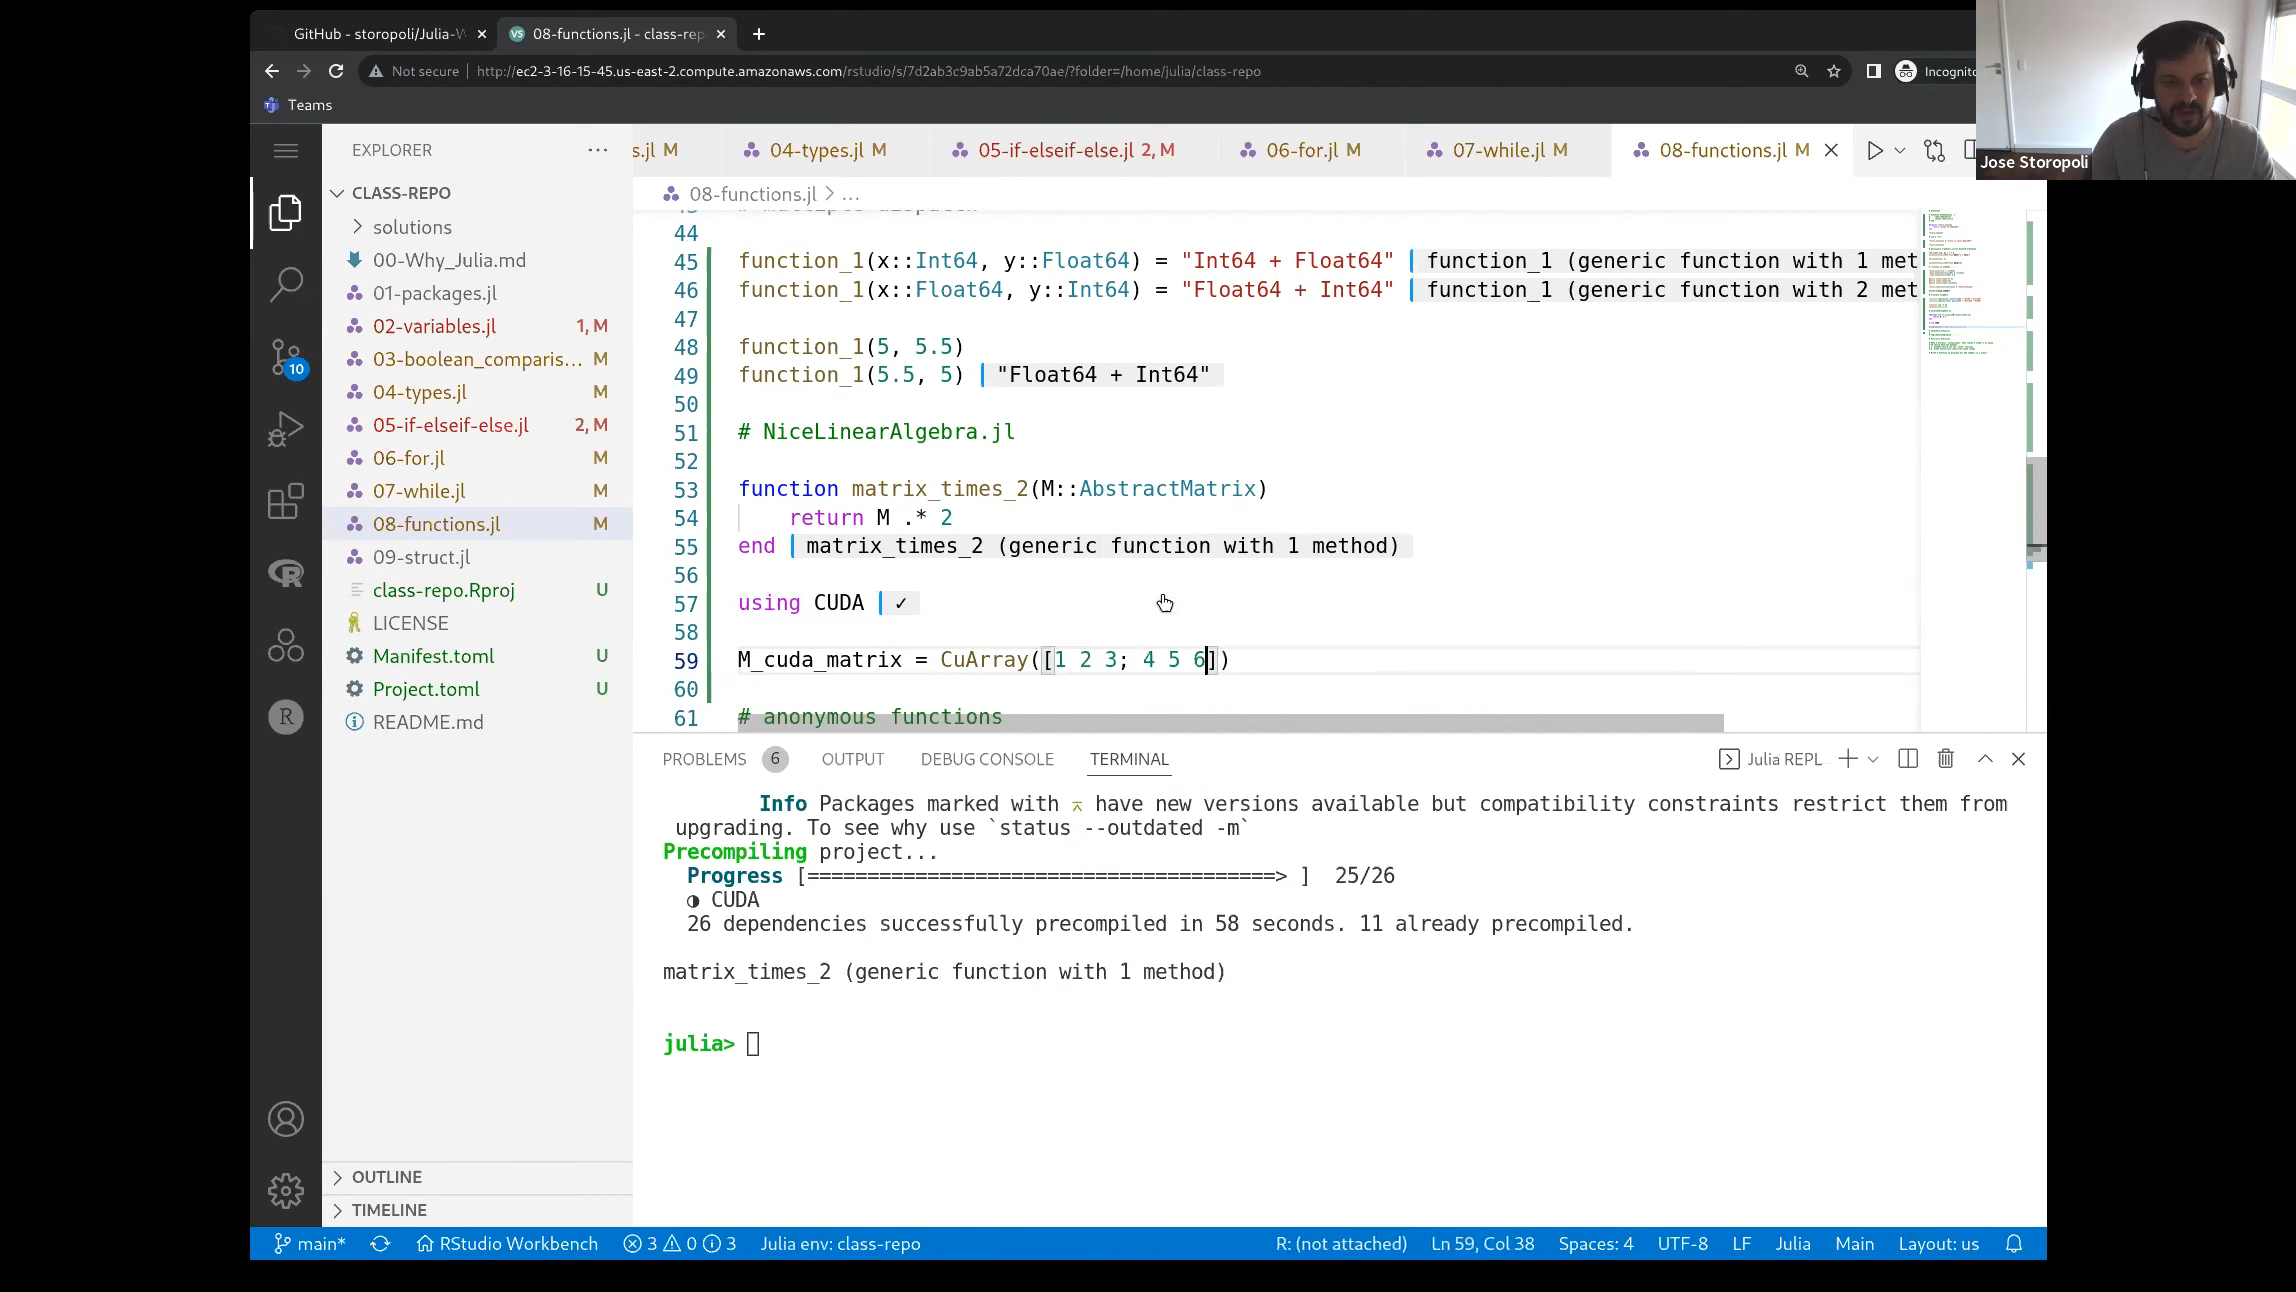 GitHub - storopoli/Julia-W
08-functions.jl - class-rep
Not secure
http://ec2-3-16-15-45.us-east-2.compute.amazonaws.com/rstudio/s/7d2ab3c9ab5a72dca70ae/?folder=/home/julia/class-repo
Incognito
Teams
Jose Storopoli
EXPLORER
CLASS-REPO
solutions
00-Why_Julia.md
01-packages.jl
02-variables.jl 1, M
03-boolean_comparis... M
04-types.jl M
05-if-elseif-else.jl 2, M
06-for.jl M
07-while.jl M
08-functions.jl M
09-struct.jl
class-repo.Rproj U
LICENSE
Manifest.toml U
Project.toml U
README.md
10
OUTLINE
TIMELINE
s.jl M
04-types.jl M
05-if-elseif-else.jl 2, M
06-for.jl M
07-while.jl M
08-functions.jl M
08-functions.jl > ...
44
45 function_1(x::Int64, y::Float64) = "Int64 + Float64" function_1 (generic function with 1 met
46 function_1(x::Float64, y::Int64) = "Float64 + Int64" function_1 (generic function with 2 met
47
48 function_1(5, 5.5)
49 function_1(5.5, 5) "Float64 + Int64"
50
51 # NiceLinearAlgebra.jl
52
53 function matrix_times_2(M::AbstractMatrix)
54 return M .* 2
55 end matrix_times_2 (generic function with 1 method)
56
57 using CUDA ✓
58
59 M_cuda_matrix = CuArray([1 2 3; 4 5 6])
60
61 # anonymous functions
PROBLEMS 6 OUTPUT DEBUG CONSOLE TERMINAL
Julia REPL
Info Packages marked with ⌅ have new versions available but compatibility constraints restrict them from
upgrading. To see why use `status --outdated -m`
Precompiling project...
Progress [=======================================> ] 25/26
◑ CUDA
26 dependencies successfully precompiled in 58 seconds. 11 already precompiled.
matrix_times_2 (generic function with 1 method)
julia>
main* RStudio Workbench 3 0 3 Julia env: class-repo
R: (not attached) Ln 59, Col 38 Spaces: 4 UTF-8 LF Julia Main Layout: us